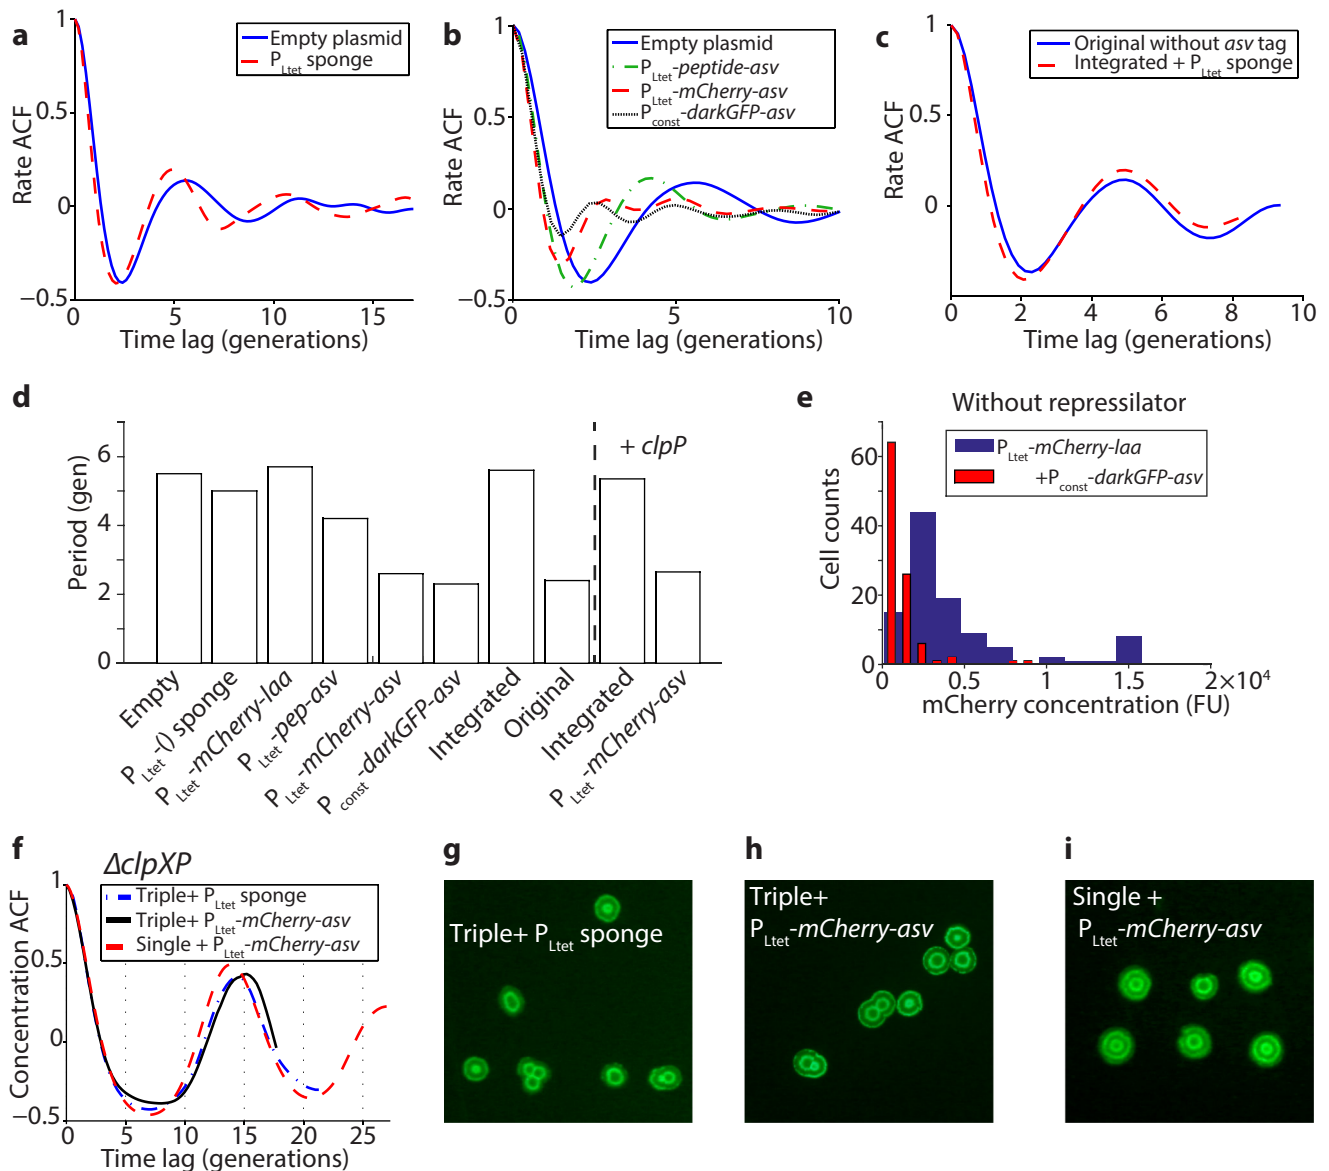 a
Empty plasmid
PLtet sponge
Rate ACF
1
0.5
0
−0.5
0 5 10 15
Time lag (generations)
b
Empty plasmid
PLtet-peptide-asv
PLtet-mCherry-asv
Pconst-darkGFP-asv
Rate ACF
1
0.5
0
−0.5
0 5 10
Time lag (generations)
c
Original without asv tag
Integrated + PLtet sponge
Rate ACF
1
0.5
0
−0.5
0 2 4 6 8 10
Time lag (generations)
d
+ clpP
Period (gen)
6
4
2
0
Empty
PLtet-() sponge
PLtet-mCherry-laa
PLtet-pep-asv
PLtet-mCherry-asv
Pconst-darkGFP-asv
Integrated
Original
Integrated
PLtet-mCherry-asv
e
Without repressilator
PLtet-mCherry-laa
+Pconst-darkGFP-asv
Cell counts
60
40
20
0
0 0.5 1 1.5 2×10^4
mCherry concentration (FU)
f
ΔclpXP
Triple+ PLtet sponge
Triple+ PLtet-mCherry-asv
Single + PLtet-mCherry-asv
Concentration ACF
1
0.5
0
−0.5
0 5 10 15 20 25
Time lag (generations)
g
Triple+ PLtet sponge
h
Triple+
PLtet-mCherry-asv
i
Single +
PLtet-mCherry-asv